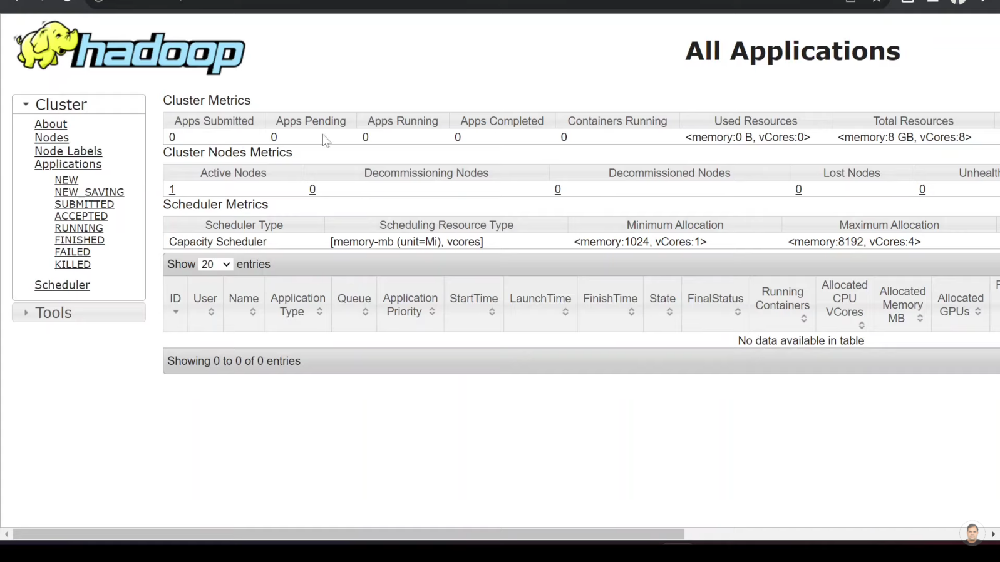 hadoop
All Applications
Cluster
About
Nodes
Node Labels
Applications
NEW
NEW_SAVING
SUBMITTED
ACCEPTED
RUNNING
FINISHED
FAILED
KILLED
Scheduler
Tools
Cluster Metrics
Apps Submitted Apps Pending Apps Running Apps Completed Containers Running Used Resources Total Resources
0 0 0 0 0 <memory:0 B, vCores:0> <memory:8 GB, vCores:8>
Cluster Nodes Metrics
Active Nodes Decommissioning Nodes Decommissioned Nodes Lost Nodes Unhealth
1 0 0 0 0
Scheduler Metrics
Scheduler Type Scheduling Resource Type Minimum Allocation Maximum Allocation
Capacity Scheduler [memory-mb (unit=Mi), vcores] <memory:1024, vCores:1> <memory:8192, vCores:4>
Show 20 entries
ID User Name Application Type Queue Application Priority StartTime LaunchTime FinishTime State FinalStatus Running Containers Allocated CPU VCores Allocated Memory MB Allocated GPUs
No data available in table
Showing 0 to 0 of 0 entries